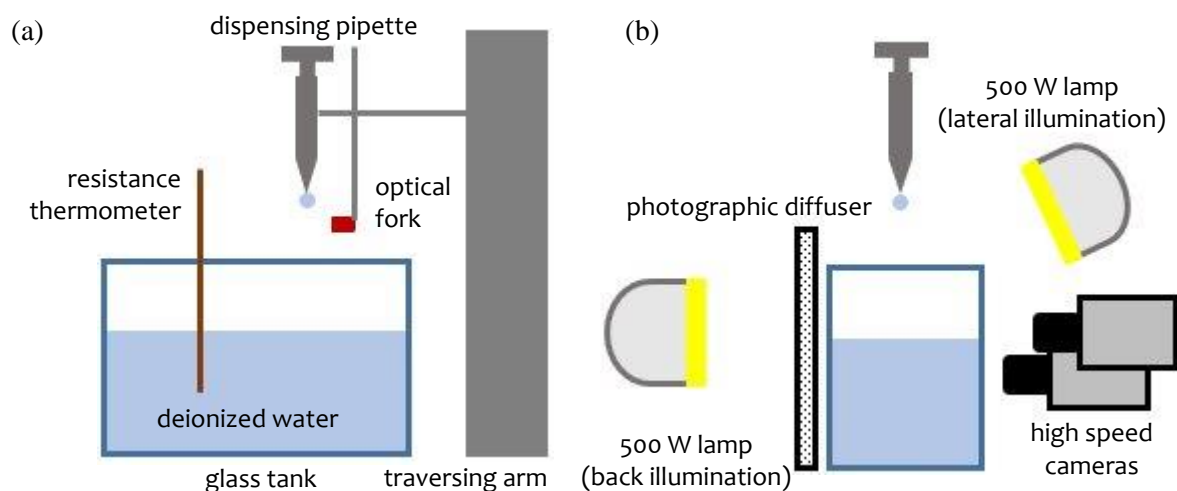 (a)
dispensing pipette
resistance
thermometer
optical
fork
deionized water
glass tank
traversing arm
(b)
500 W lamp
(lateral illumination)
photographic diffuser
500 W lamp
(back illumination)
high speed
cameras